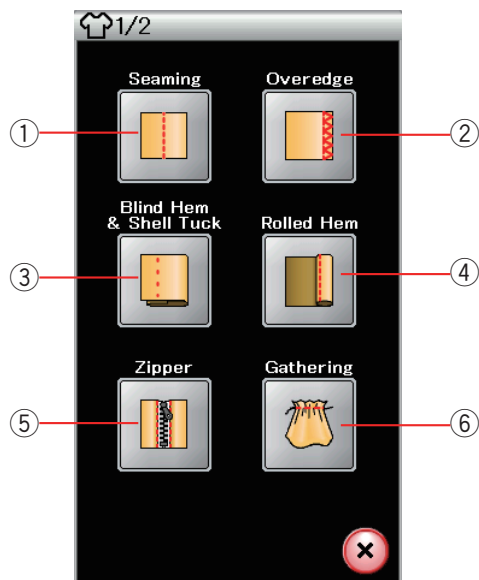 1/2
Seaming Overedge
① ②
Blind Hem
& Shell Tuck Rolled Hem
③ ④
Zipper Gathering
⑤ ⑥